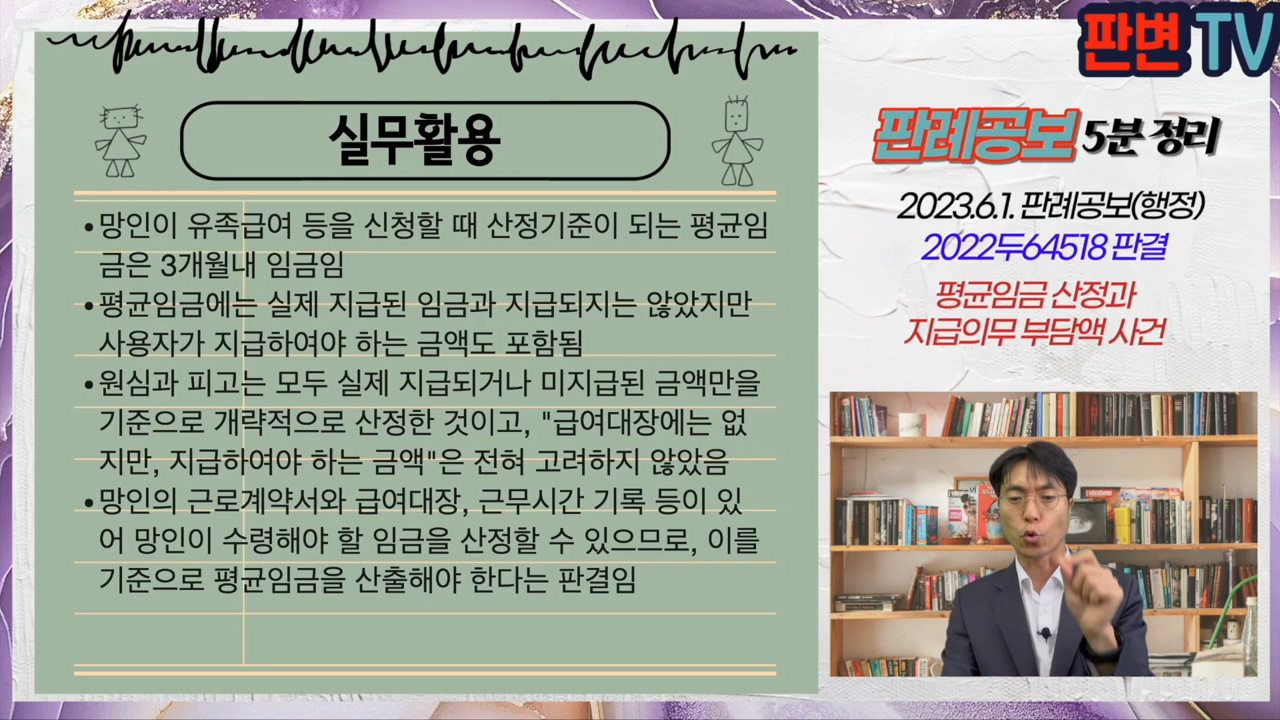 판변 TV
실무활용
•망인이 유족급여 등을 신청할 때 산정기준이 되는 평균임
금은 3개월내 임금임
•평균임금에는 실제 지급된 임금과 지급되지는 않았지만
사용자가 지급하여야 하는 금액도 포함됨
•원심과 피고는 모두 실제 지급되거나 미지급된 금액만을
기준으로 개략적으로 산정한 것이고, "급여대장에는 없
지만, 지급하여야 하는 금액"은 전혀 고려하지 않았음
•망인의 근로계약서와 급여대장, 근무시간 기록 등이 있
어 망인이 수령해야 할 임금을 산정할 수 있으므로, 이를
기준으로 평균임금을 산출해야 한다는 판결임
판례공보 5분 정리
2023.6.1. 판례공보(행정)
2022두64518 판결
평균임금 산정과
지급의무 부담액 사건